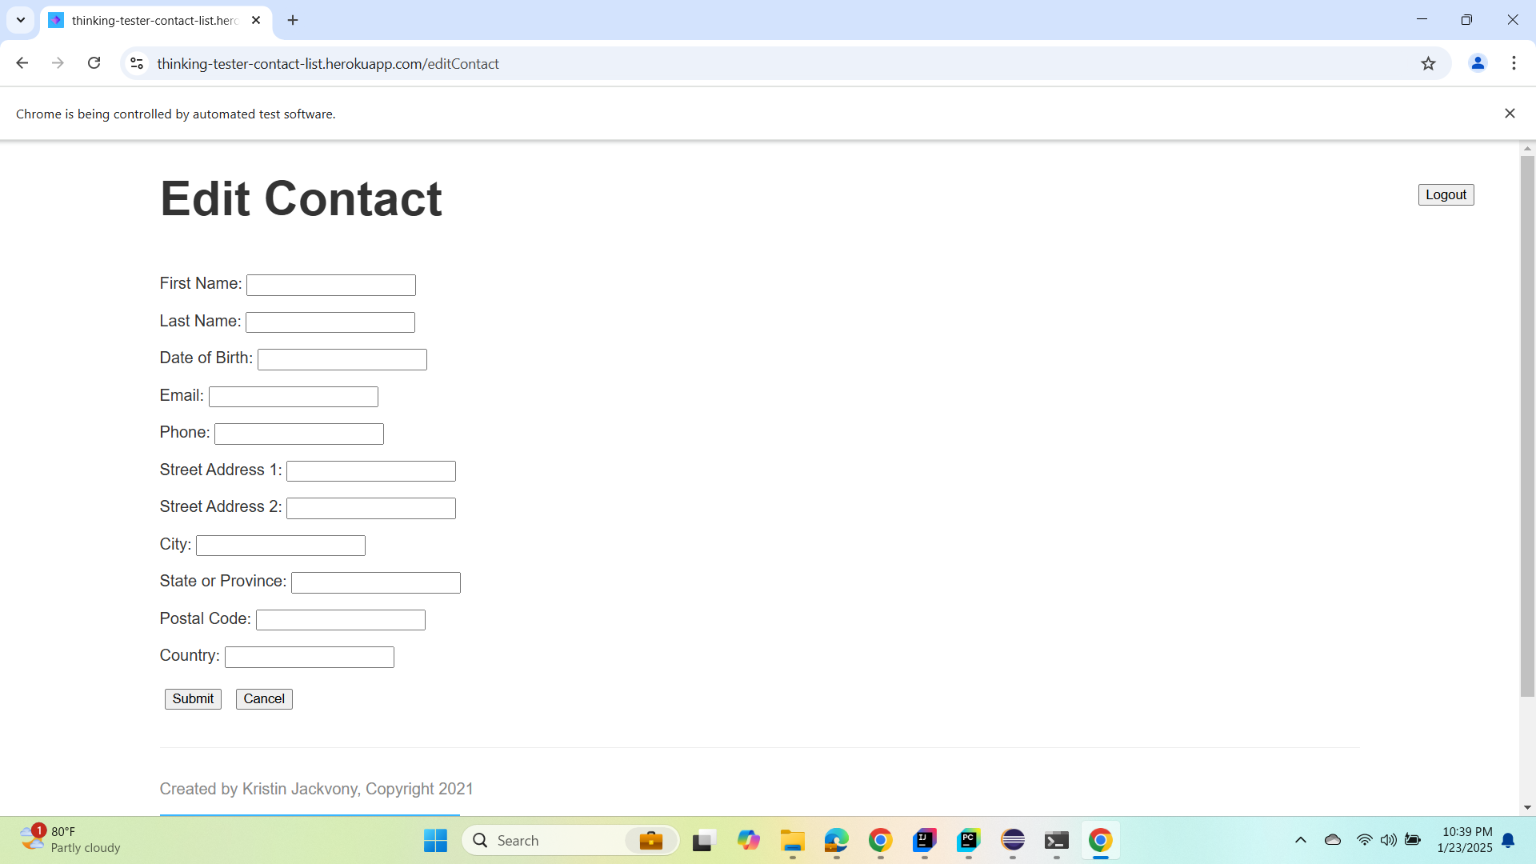 thinking-tester-contact-list.herc
thinking-tester-contact-list.herokuapp.com/editContact
Chrome is being controlled by automated test software.
Edit Contact
Logout
First Name:
Last Name:
Date of Birth:
Email:
Phone:
Street Address 1:
Street Address 2:
City:
State or Province:
Postal Code:
Country:
Submit Cancel
Created by Kristin Jackvony, Copyright 2021
1
80°F
Partly cloudy
Search
IJ
PC
10:39 PM
1/23/2025